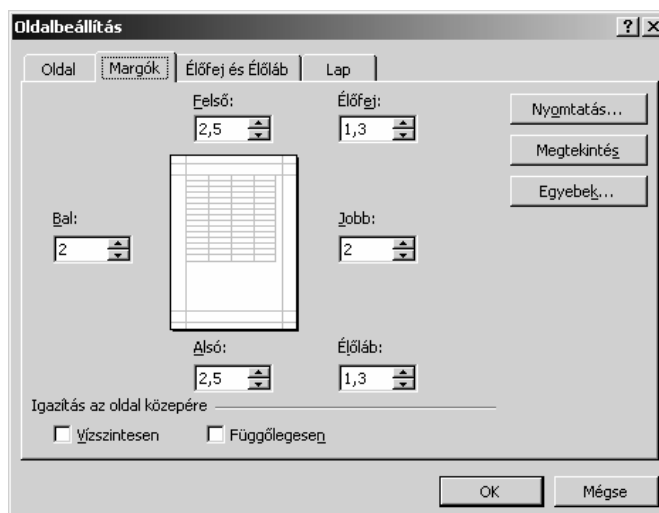 Oldalbeállítás
Oldal Margók Élőfej és Élőláb Lap
Felső: Élőfej:
2,5 1,3 Nyomtatás...
Megtekintés
Egyebek...
Bal: Jobb:
2 2
Alsó: Élőláb:
2,5 1,3
Igazítás az oldal közepére
Vízszintesen Függőlegesen
OK Mégse